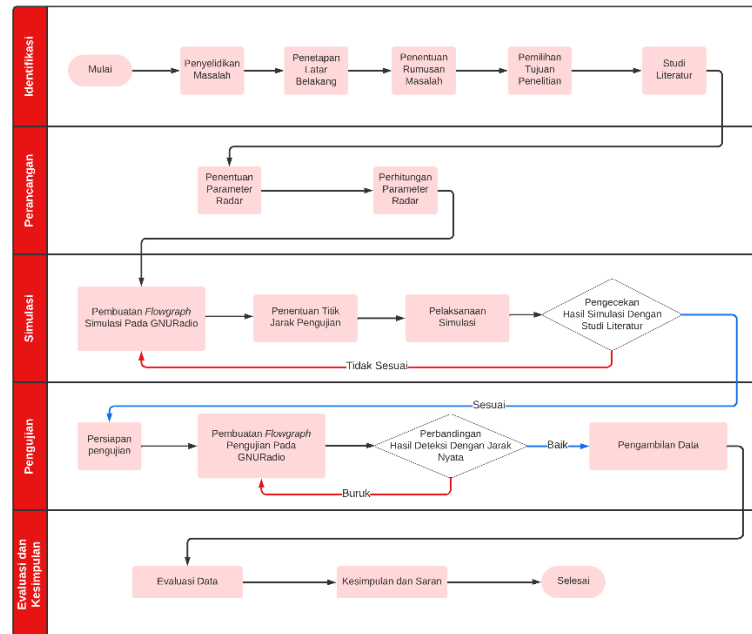 Identifikasi
Mulai
Penyelidikan
Masalah
Penetapan
Latar
Belakang
Penentuan
Rumusan
Masalah
Pemilihan
Tujuan
Penelitian
Studi
Literatur
Perancangan
Penentuan
Parameter
Radar
Perhitungan
Parameter
Radar
Simulasi
Pembuatan Flowgraph
Simulasi Pada GNURadio
Penentuan Titik
Jarak Pengujian
Pelaksanaan
Simulasi
Pengecekan
Hasil Simulasi Dengan
Studi Literatur
Tidak Sesuai
Sesuai
Pengujian
Persiapan
pengujian
Pembuatan Flowgraph
Pengujian Pada
GNURadio
Perbandingan
Hasil Deteksi Dengan Jarak
Nyata
Baik
Pengambilan Data
Buruk
Evaluasi dan
Kesimpulan
Evaluasi Data
Kesimpulan dan Saran
Selesai